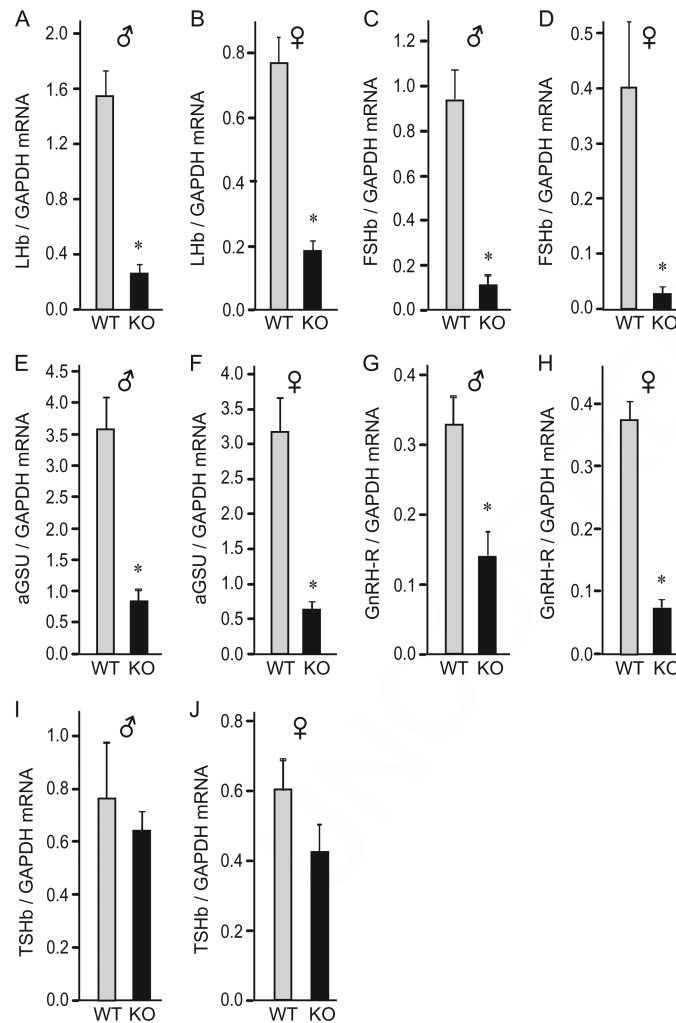 A ♂
LHb / GAPDH mRNA
2.0
1.6
1.2
0.8
0.4
0.0
*
WT KO
B ♀
LHb / GAPDH mRNA
0.8
0.6
0.4
0.2
0.0
*
WT KO
C ♂
FSHb / GAPDH mRNA
1.2
1.0
0.8
0.6
0.4
0.2
0.0
*
WT KO
D ♀
FSHb / GAPDH mRNA
0.5
0.4
0.3
0.2
0.1
0.0
*
WT KO
E ♂
aGSU / GAPDH mRNA
4.5
4.0
3.5
3.0
2.5
2.0
1.5
1.0
0.5
0.0
*
WT KO
F ♀
aGSU / GAPDH mRNA
4.0
3.5
3.0
2.5
2.0
1.5
1.0
0.5
0.0
*
WT KO
G ♂
GnRH-R / GAPDH mRNA
0.4
0.3
0.2
0.1
0.0
*
WT KO
H ♀
GnRH-R / GAPDH mRNA
0.4
0.3
0.2
0.1
0.0
*
WT KO
I ♂
TSHb / GAPDH mRNA
1.0
0.8
0.6
0.4
0.2
0.0
WT KO
J ♀
TSHb / GAPDH mRNA
0.8
0.6
0.4
0.2
0.0
WT KO